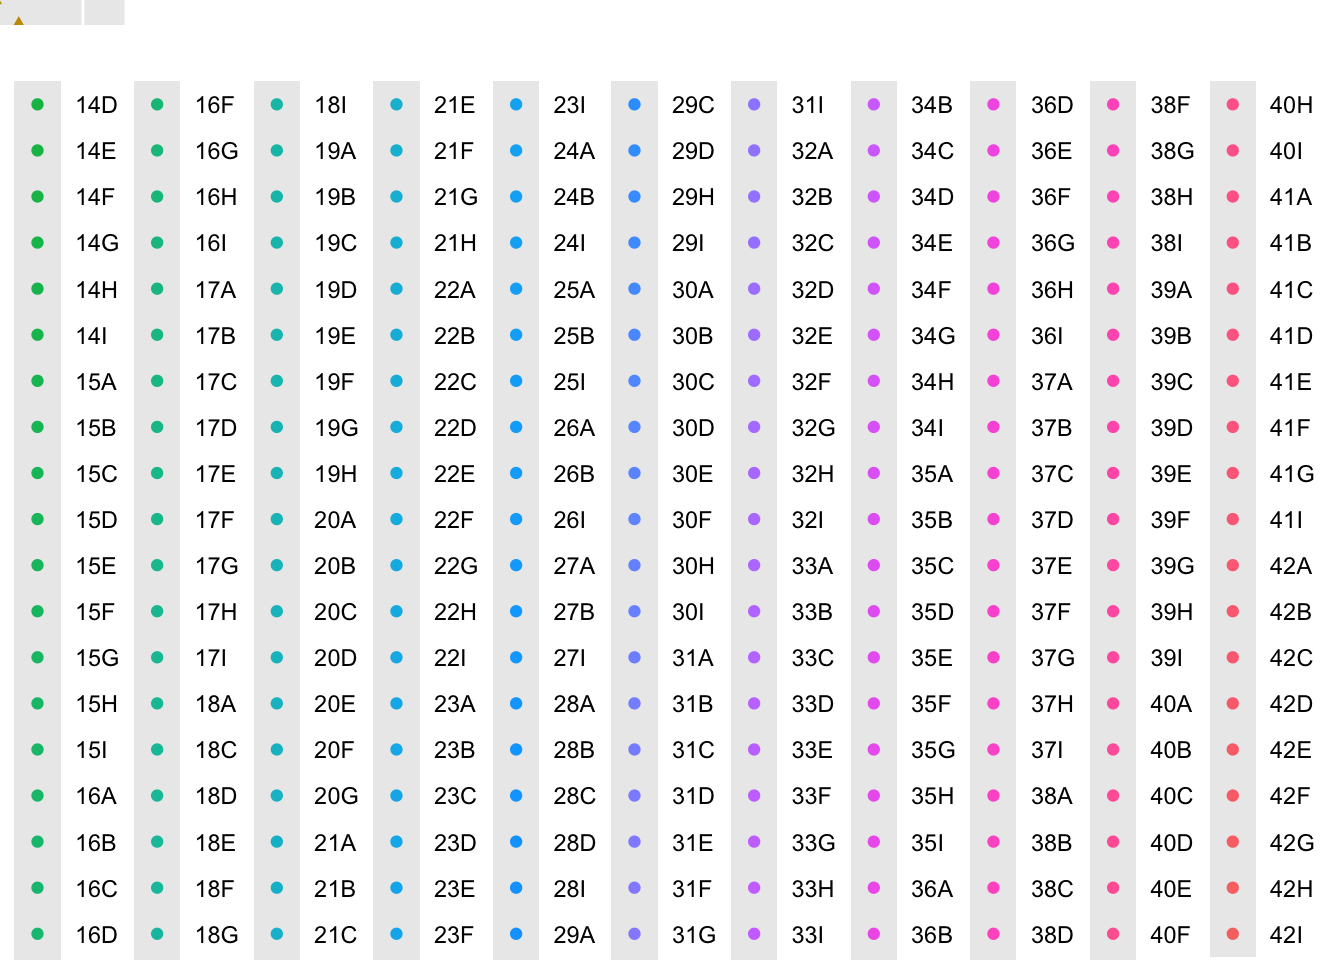 14D 16F 18I 21E 23I 29C 31I 34B 36D 38F 40H
14E 16G 19A 21F 24A 29D 32A 34C 36E 38G 40I
14F 16H 19B 21G 24B 29H 32B 34D 36F 38H 41A
14G 16I 19C 21H 24I 29I 32C 34E 36G 38I 41B
14H 17A 19D 22A 25A 30A 32D 34F 36H 39A 41C
14I 17B 19E 22B 25B 30B 32E 34G 36I 39B 41D
15A 17C 19F 22C 25I 30C 32F 34H 37A 39C 41E
15B 17D 19G 22D 26A 30D 32G 34I 37B 39D 41F
15C 17E 19H 22E 26B 30E 32H 35A 37C 39E 41G
15D 17F 20A 22F 26I 30F 32I 35B 37D 39F 41I
15E 17G 20B 22G 27A 30H 33A 35C 37E 39G 42A
15F 17H 20C 22H 27B 30I 33B 35D 37F 39H 42B
15G 17I 20D 22I 27I 31A 33C 35E 37G 39I 42C
15H 18A 20E 23A 28A 31B 33D 35F 37H 40A 42D
15I 18C 20F 23B 28B 31C 33E 35G 37I 40B 42E
16A 18D 20G 23C 28C 31D 33F 35H 38A 40C 42F
16B 18E 21A 23D 28D 31E 33G 35I 38B 40D 42G
16C 18F 21B 23E 28I 31F 33H 36A 38C 40E 42H
16D 18G 21C 23F 29A 31G 33I 36B 38D 40F 42I